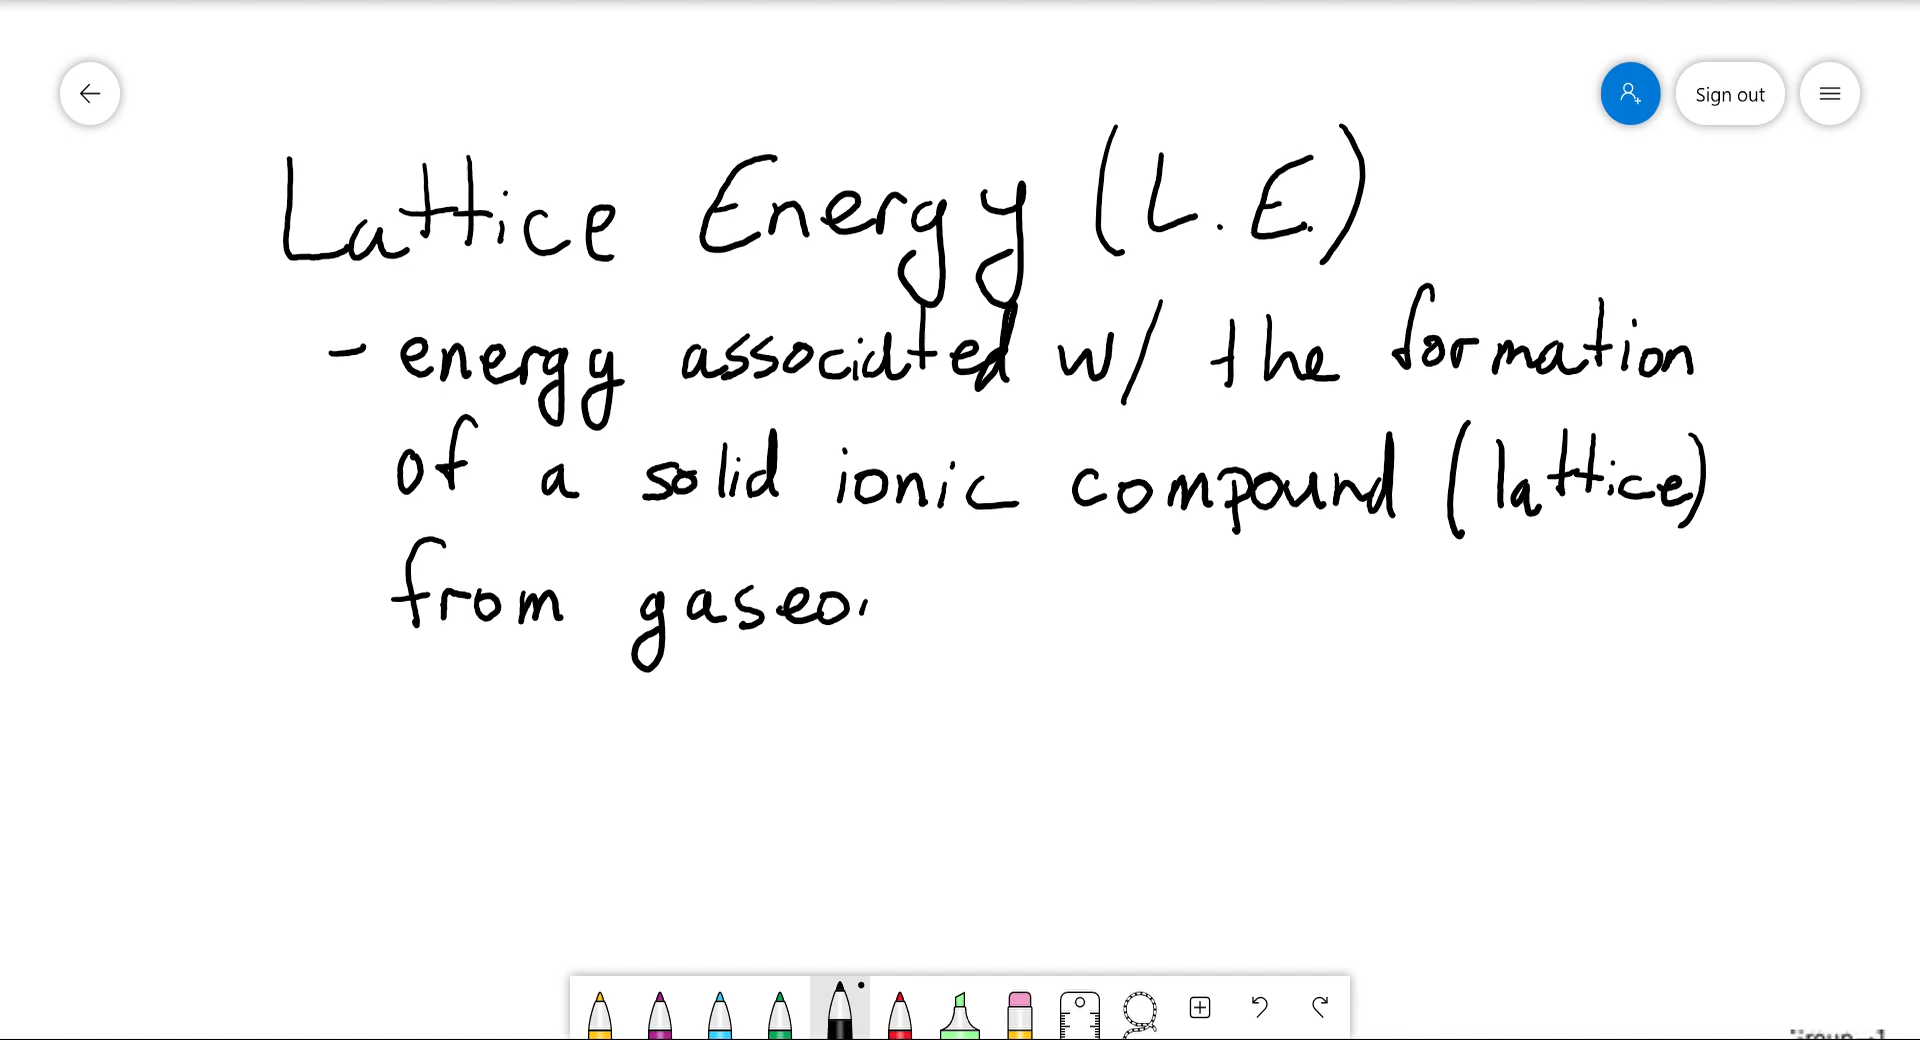 Sign out
Lattice Energy (L.E.)
- energy associated w/ the formation
of a solid ionic compound (lattice)
from gaseo